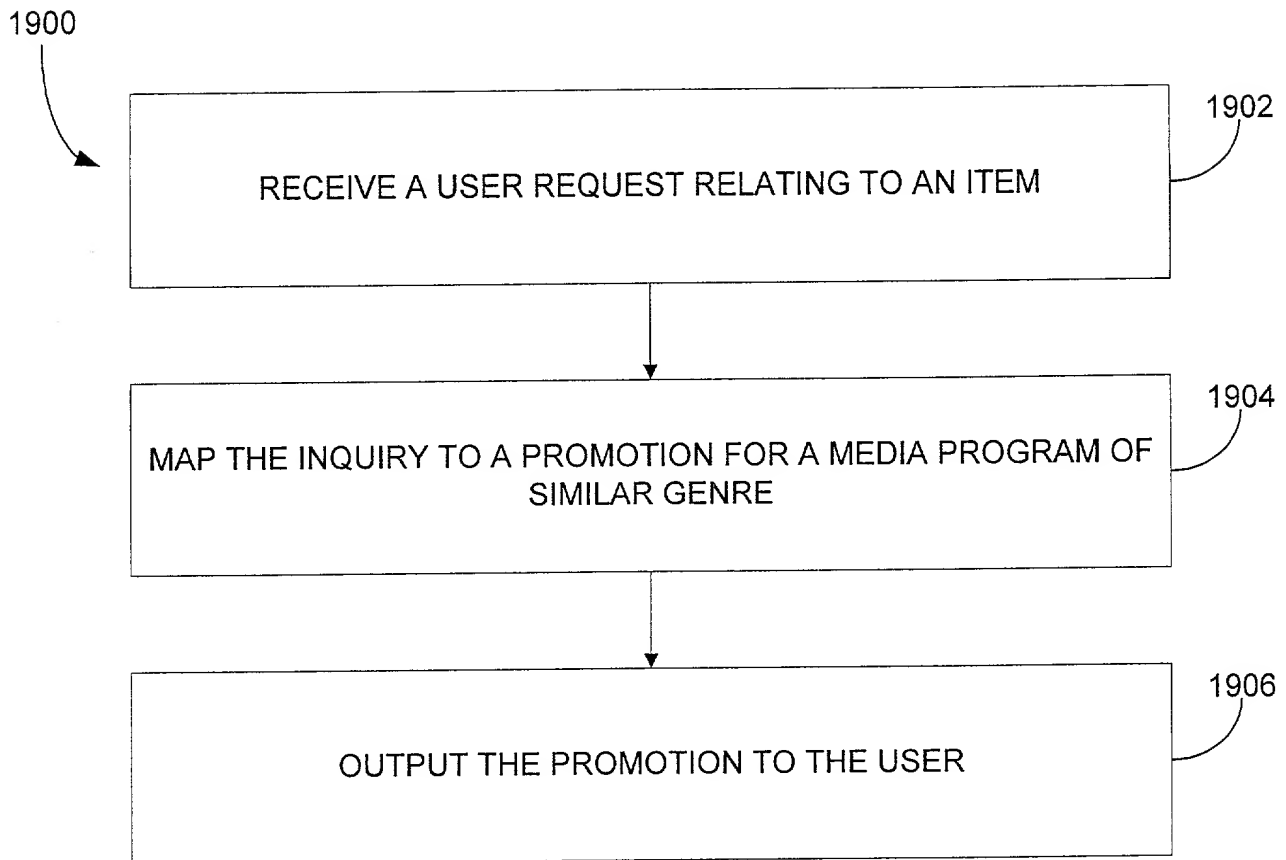 1900
1902
RECEIVE A USER REQUEST RELATING TO AN ITEM
1904
MAP THE INQUIRY TO A PROMOTION FOR A MEDIA PROGRAM OF
SIMILAR GENRE
1906
OUTPUT THE PROMOTION TO THE USER